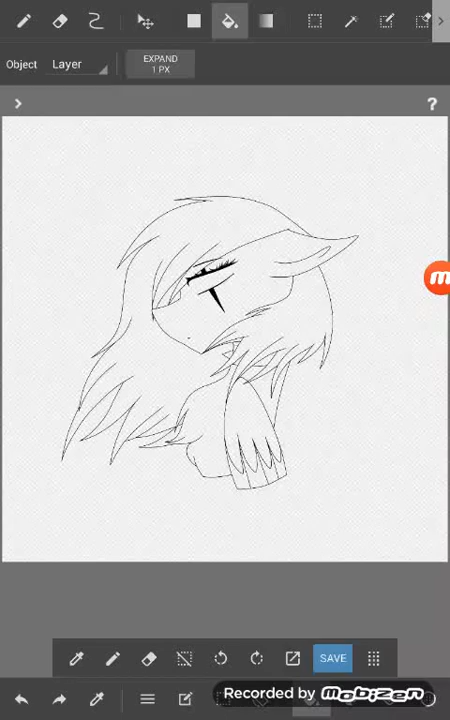 Object Layer EXPAND
1 PX
?
m
SAVE
Recorded by Mobizen